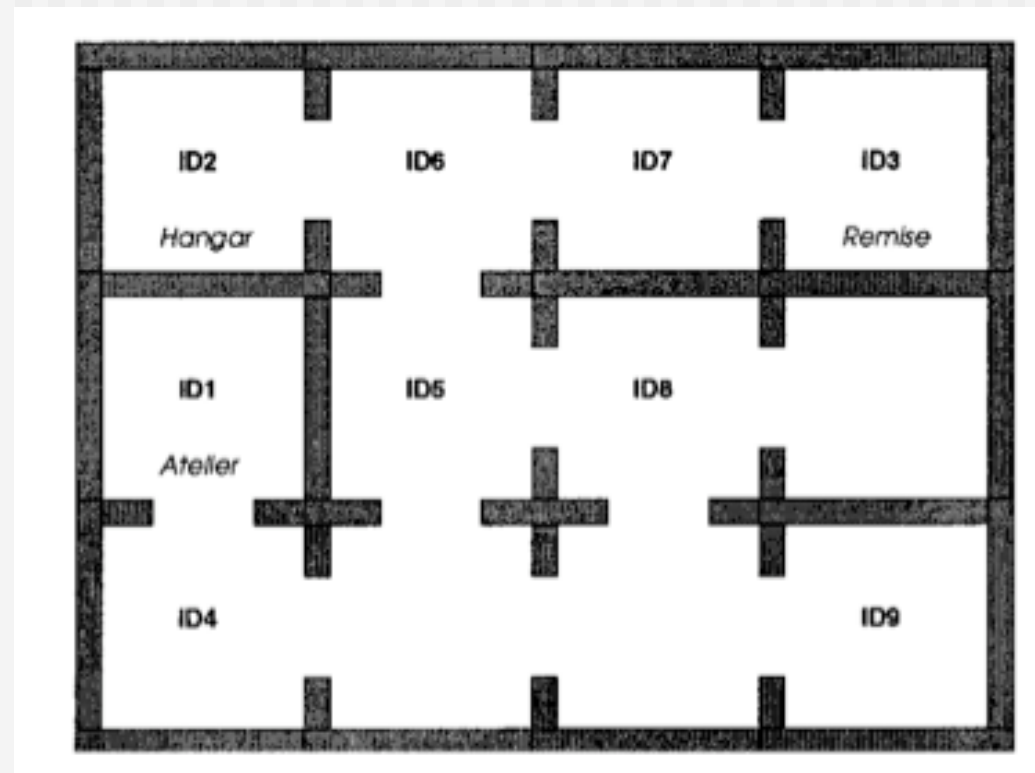 ID2 ID6 ID7 ID3
Hangar Remise
ID1 ID5 ID8
Atelier
ID4 ID9